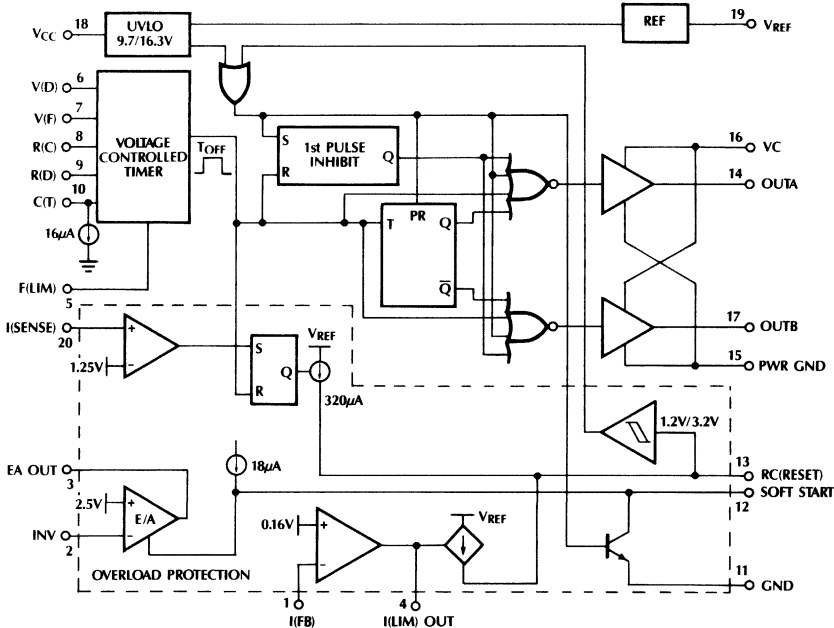 18
UVLO
9.7/16.3V
REF
19
VCC
VREF
6
V(D)
7
V(F)
8
R(C)
9
R(D)
10
C(T)
VOLTAGE
CONTROLLED
TIMER
TOFF
S
1st PULSE
INHIBIT
Q
R
16
VC
14
OUTA
PR
T
Q
Q̅
16µA
F(LIM)
5
I(SENSE)
20
+
1.25V
−
S
Q
R
VREF
320µA
17
OUTB
15
PWR GND
1.2V/3.2V
13
RC(RESET)
SOFT START
12
EA OUT
3
18µA
2.5V
+
E/A
−
INV
2
OVERLOAD PROTECTION
0.16V
+
−
VREF
11
GND
1
I(FB)
4
I(LIM) OUT